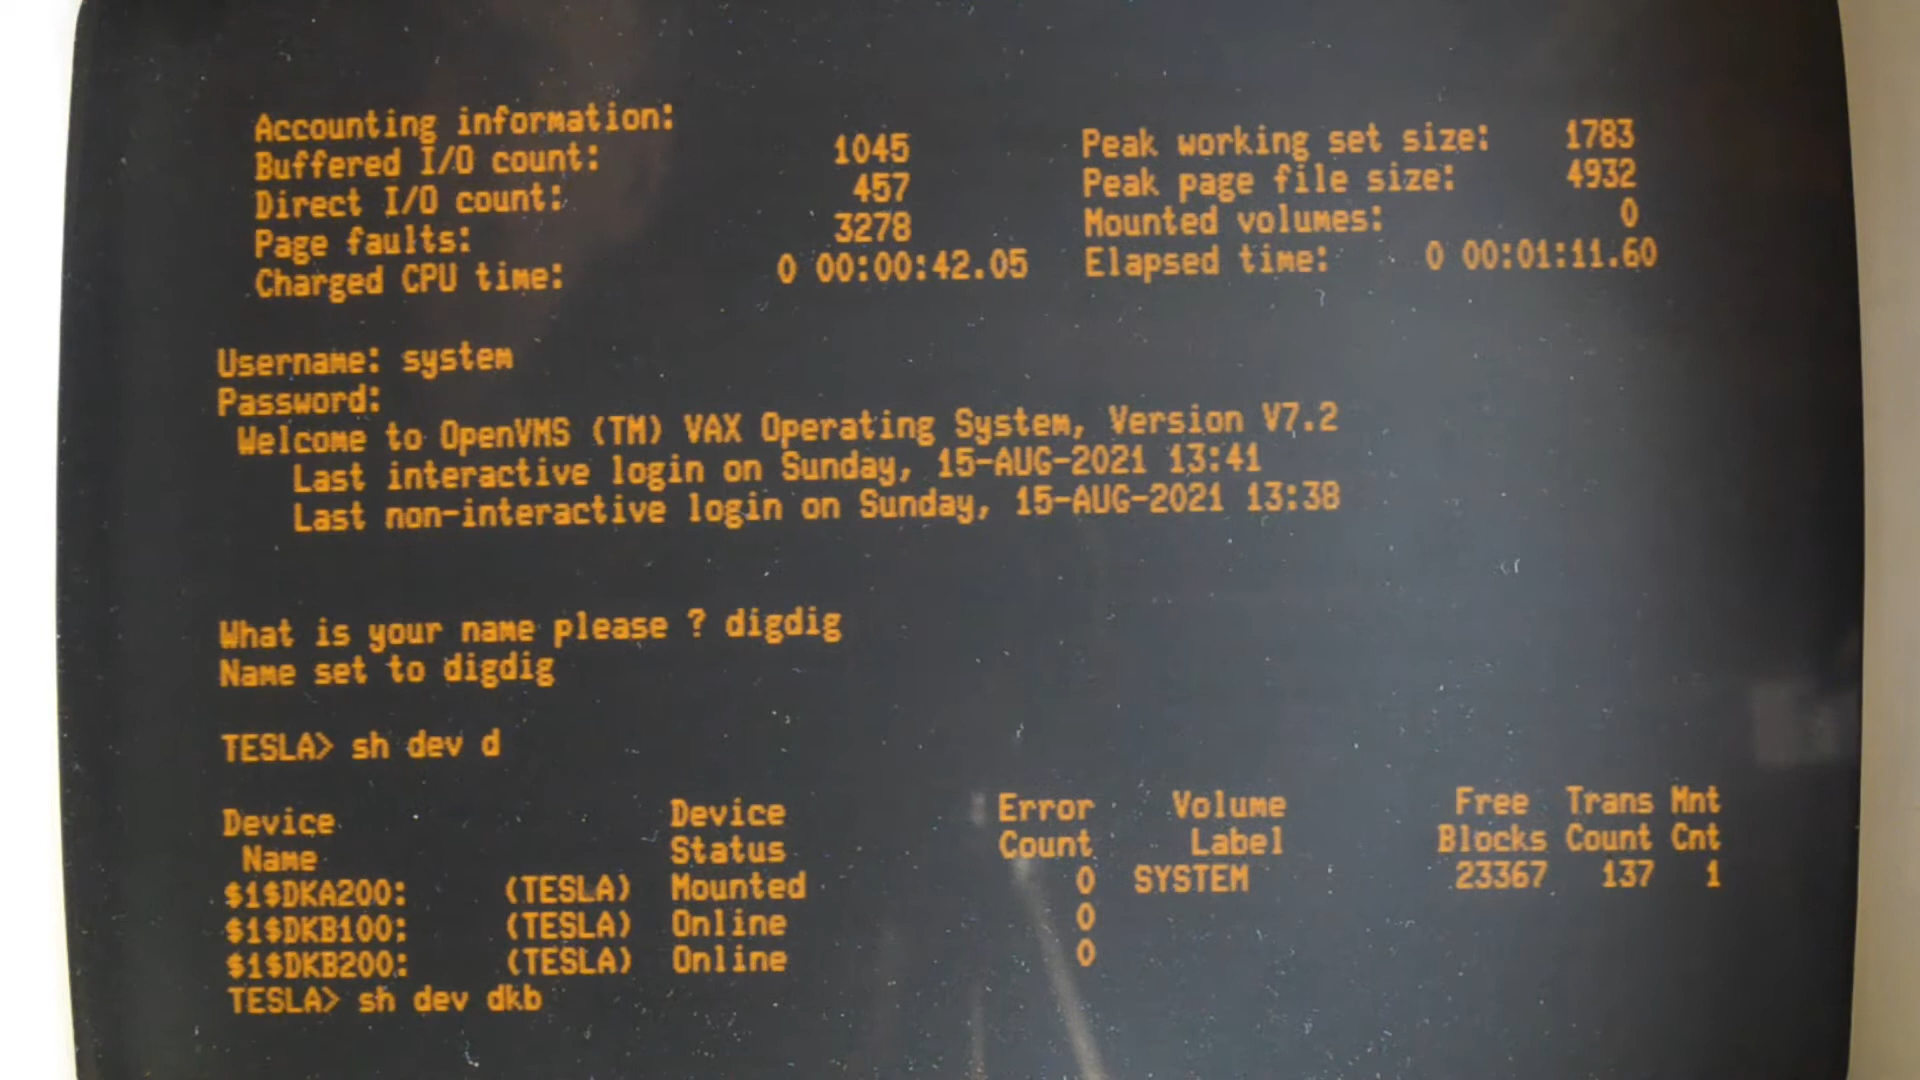 Accounting information:
Buffered I/O count: 1045 Peak working set size: 1783
Direct I/O count: 457 Peak page file size: 4932
Page faults: 3278 Mounted volumes: 0
Charged CPU time: 0 00:00:42.05 Elapsed time: 0 00:01:11.60
Username: system
Password:
Welcome to OpenVMS (TM) VAX Operating System, Version V7.2
Last interactive login on Sunday, 15-AUG-2021 13:41
Last non-interactive login on Sunday, 15-AUG-2021 13:38
What is your name please ? digdig
Name set to digdig
TESLA> sh dev d
Device Device Error Volume Free Trans Mnt
Name Status Count Label Blocks Count Cnt
$1$DKA200: (TESLA) Mounted 0 SYSTEM 23367 137 1
$1$DKB100: (TESLA) Online 0
$1$DKB200: (TESLA) Online 0
TESLA> sh dev dkb